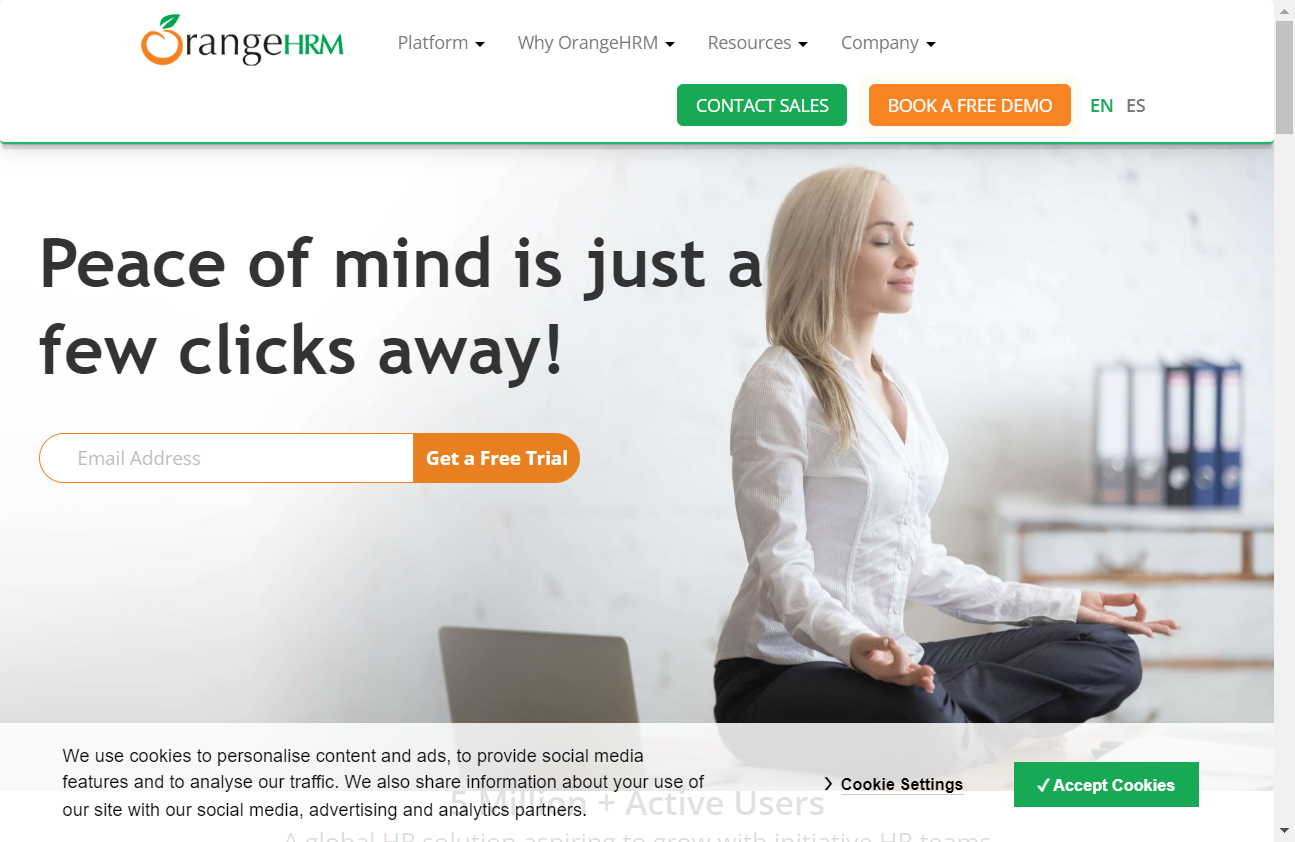 OrangeHRM
Platform
Why OrangeHRM
Resources
Company
CONTACT SALES
BOOK A FREE DEMO
EN
ES
Peace of mind is just a
few clicks away!
Email Address
Get a Free Trial
We use cookies to personalise content and ads, to provide social media
features and to analyse our traffic. We also share information about your use of
our site with our social media, advertising and analytics partners.
Cookie Settings
✓ Accept Cookies
5 Million + Active Users
A global HR solution aspiring to grow with initiative HR teams